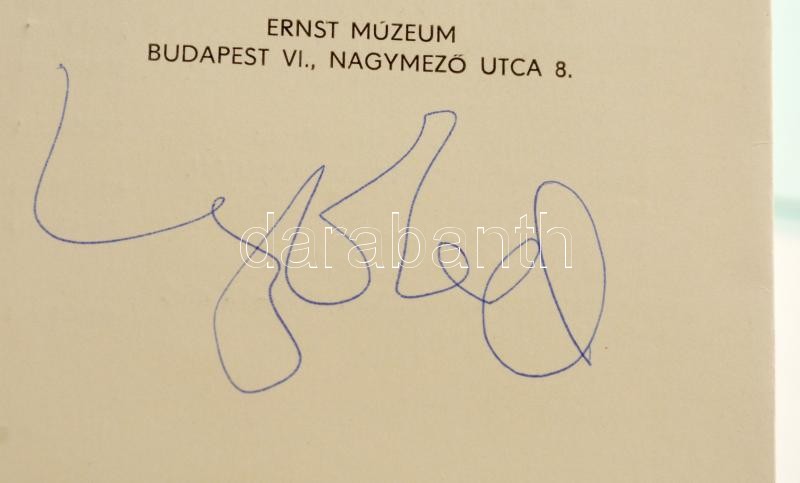 ERNST MÚZEUM
BUDAPEST VI., NAGYMEZŐ UTCA 8.
darabanth